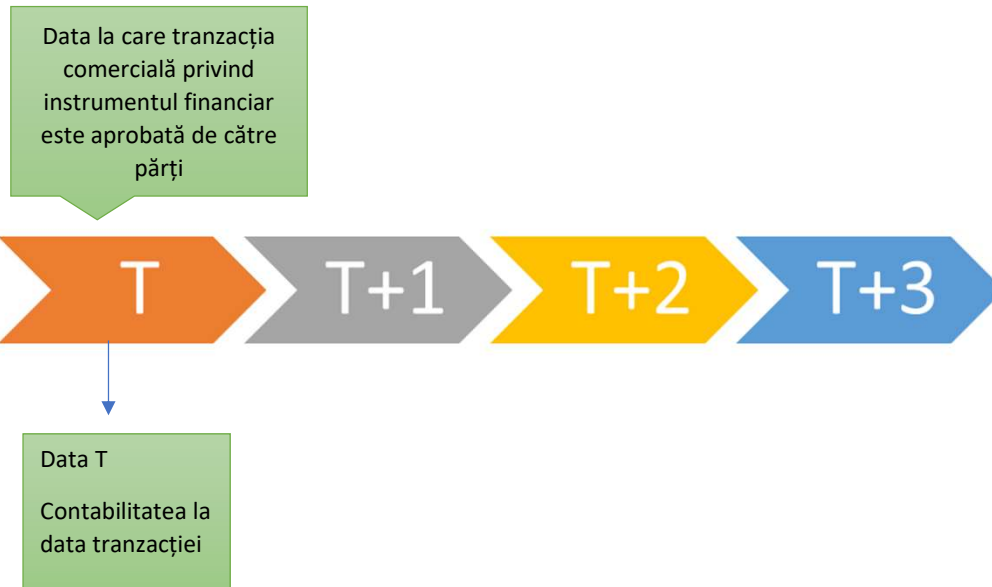 Data la care tranzacția
comercială privind
instrumentul financiar
este aprobată de către
părți
T
T+1
T+2
T+3
Data T
Contabilitatea la
data tranzacției